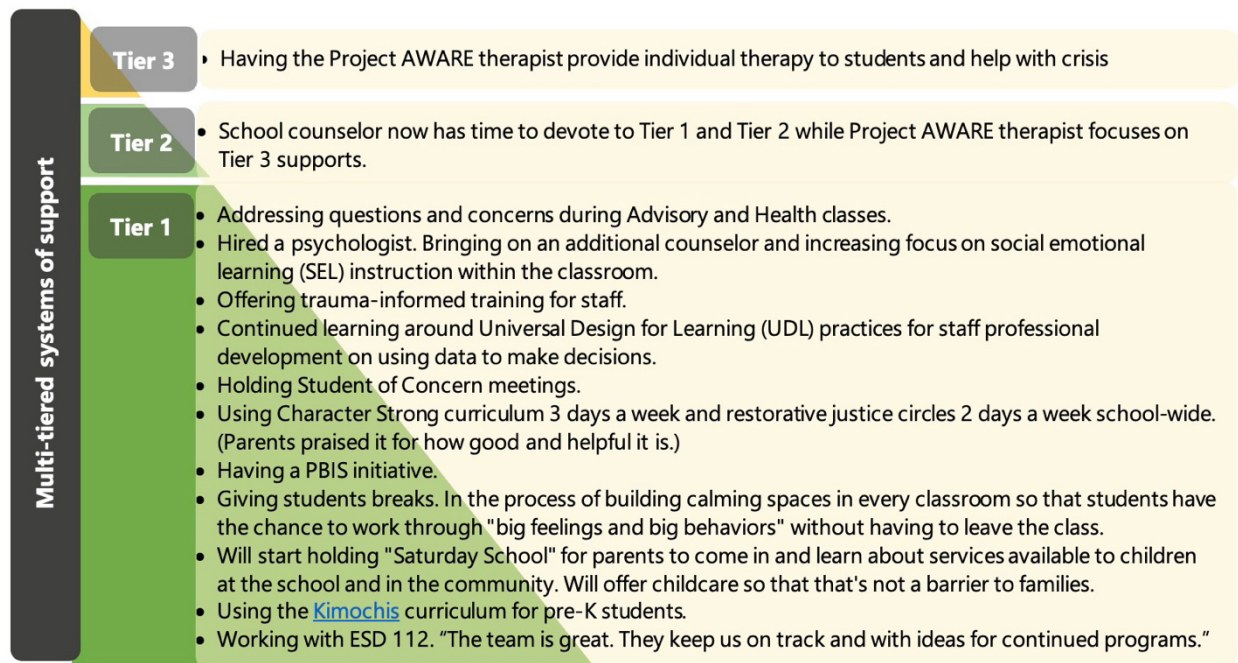 Multi-tiered systems of support
Tier 3
• Having the Project AWARE therapist provide individual therapy to students and help with crisis
Tier 2
• School counselor now has time to devote to Tier 1 and Tier 2 while Project AWARE therapist focuses on
Tier 3 supports.
Tier 1
• Addressing questions and concerns during Advisory and Health classes.
• Hired a psychologist. Bringing on an additional counselor and increasing focus on social emotional
learning (SEL) instruction within the classroom.
• Offering trauma-informed training for staff.
• Continued learning around Universal Design for Learning (UDL) practices for staff professional
development on using data to make decisions.
• Holding Student of Concern meetings.
• Using Character Strong curriculum 3 days a week and restorative justice circles 2 days a week school-wide.
(Parents praised it for how good and helpful it is.)
• Having a PBIS initiative.
• Giving students breaks. In the process of building calming spaces in every classroom so that students have
the chance to work through "big feelings and big behaviors" without having to leave the class.
• Will start holding "Saturday School" for parents to come in and learn about services available to children
at the school and in the community. Will offer childcare so that that's not a barrier to families.
• Using the Kimochis curriculum for pre-K students.
• Working with ESD 112. “The team is great. They keep us on track and with ideas for continued programs.”